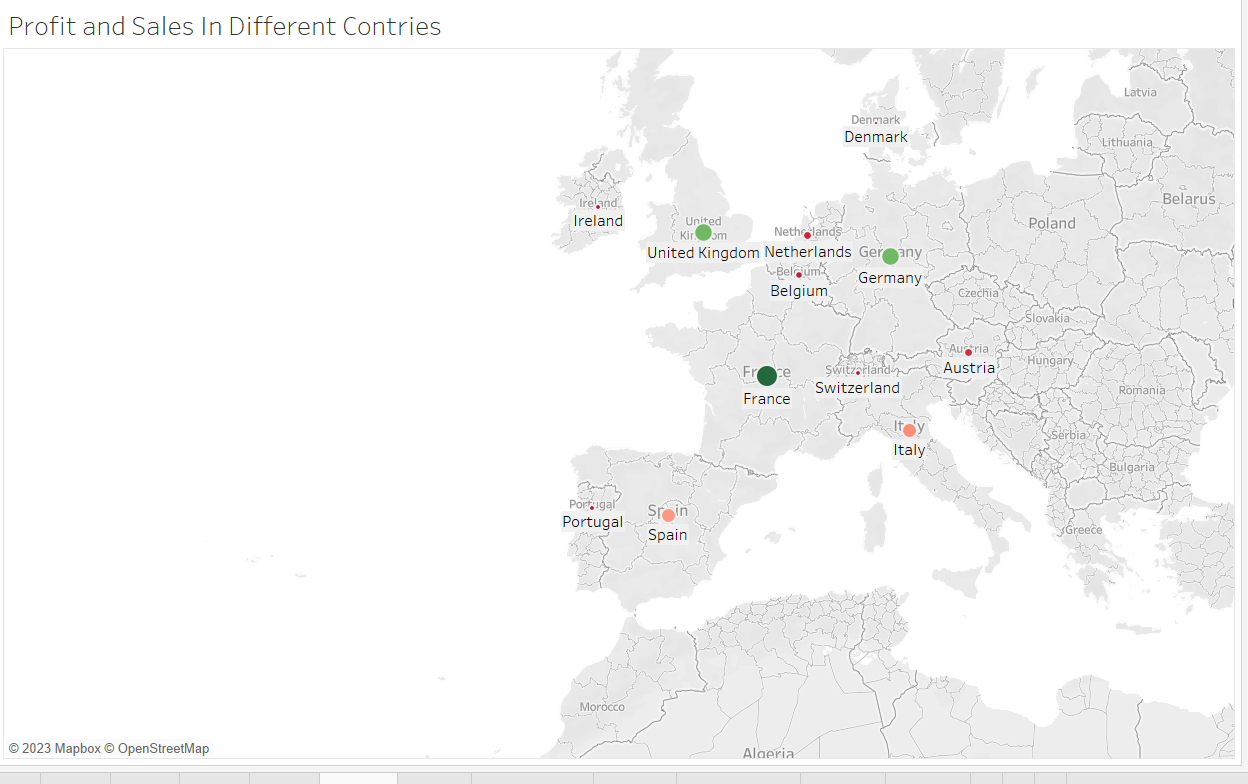 Profit and Sales In Different Contries
Latvia
Denmark
Denmark
Lithuania
Belarus
Ireland
Ireland
United
Kingdom
United Kingdom
Netherlands
Netherlands
Poland
Germany
Germany
Belgium
Belgium
Czechia
Slovakia
Austria
Austria
Hungary
France
France
Switzerland
Switzerland
Romania
Italy
Italy
Serbia
Bulgaria
Portugal
Portugal
Spain
Spain
Greece
Morocco
Algeria
© 2023 Mapbox © OpenStreetMap